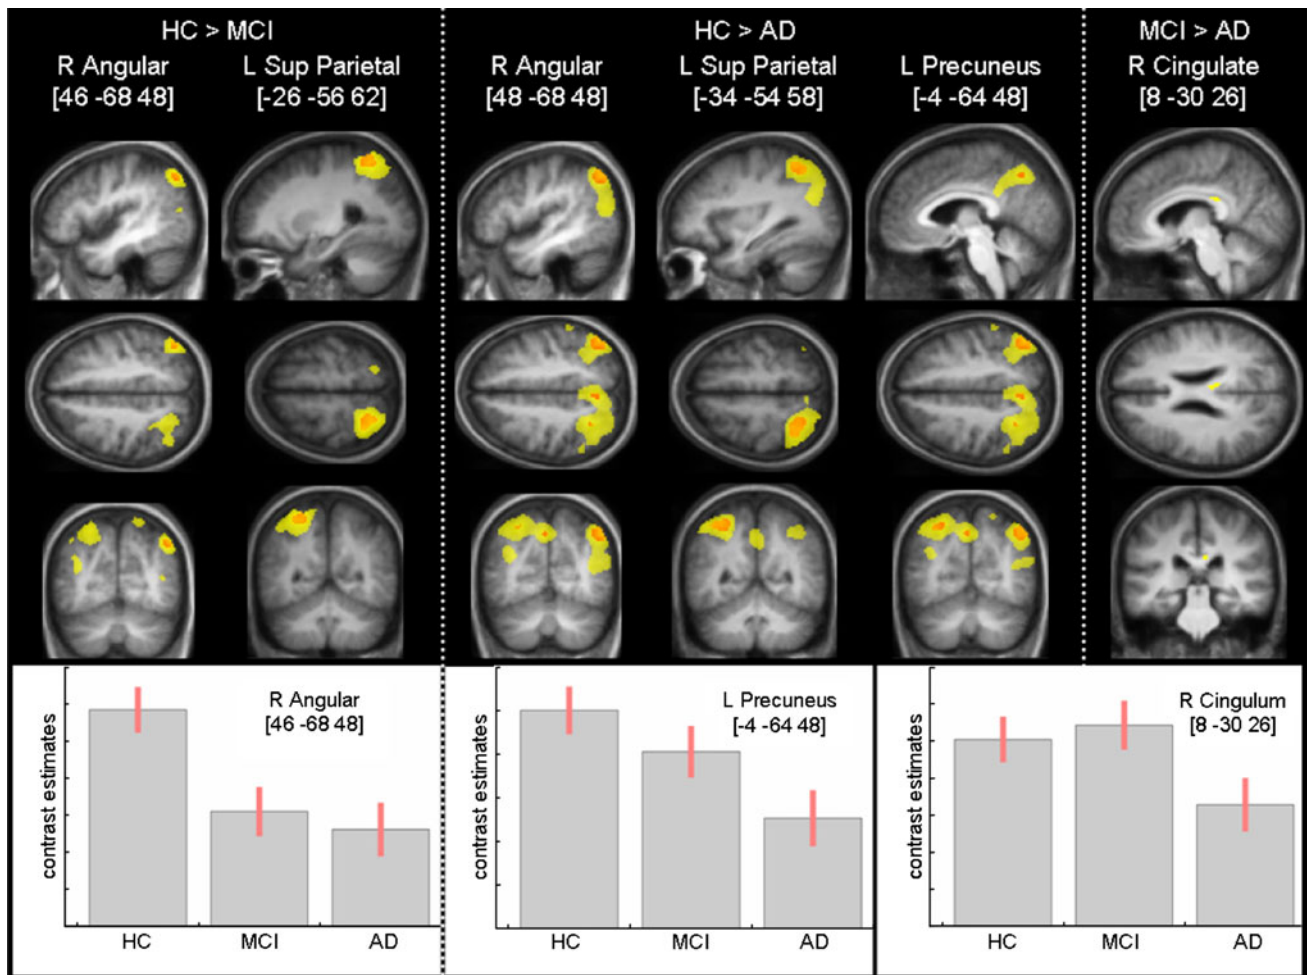 HC > MCI
HC > AD
MCI > AD
R Angular
[46 -68 48]
L Sup Parietal
[-26 -56 62]
R Angular
[48 -68 48]
L Sup Parietal
[-34 -54 58]
L Precuneus
[-4 -64 48]
R Cingulate
[8 -30 26]
contrast estimates
R Angular
[46 -68 48]
HC
MCI
AD
contrast estimates
L Precuneus
[-4 -64 48]
HC
MCI
AD
contrast estimates
R Cingulum
[8 -30 26]
HC
MCI
AD